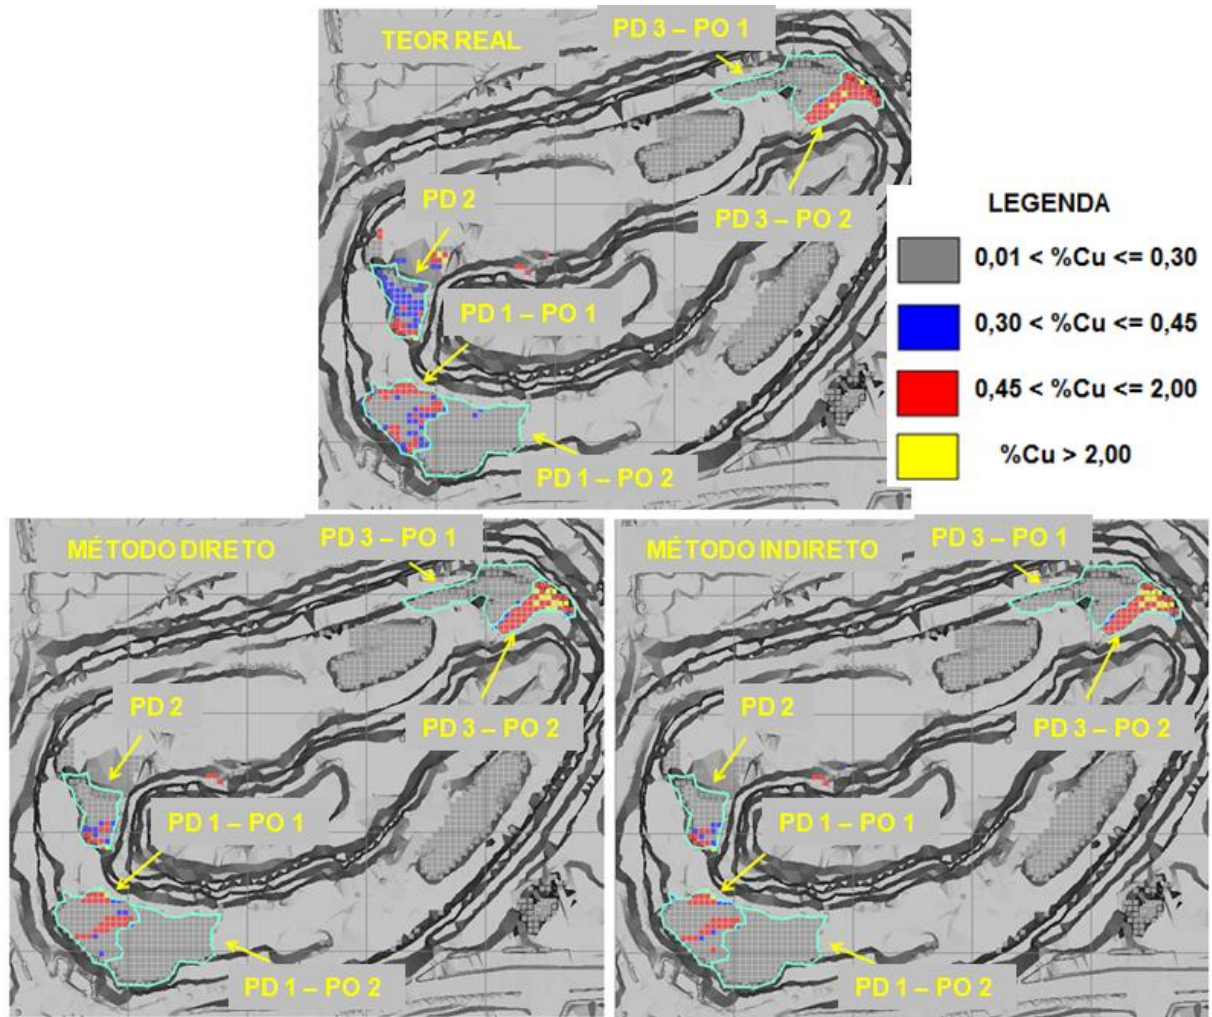 TEOR REAL
PD 3 – PO 1
PD 2
PD 3 – PO 2
PD 1 – PO 1
PD 1 – PO 2
LEGENDA
0,01 < %Cu <= 0,30
0,30 < %Cu <= 0,45
0,45 < %Cu <= 2,00
%Cu > 2,00
MÉTODO DIRETO
PD 3 – PO 1
PD 2
PD 3 – PO 2
PD 1 – PO 1
PD 1 – PO 2
MÉTODO INDIRETO
PD 3 – PO 1
PD 2
PD 3 – PO 2
PD 1 – PO 1
PD 1 – PO 2